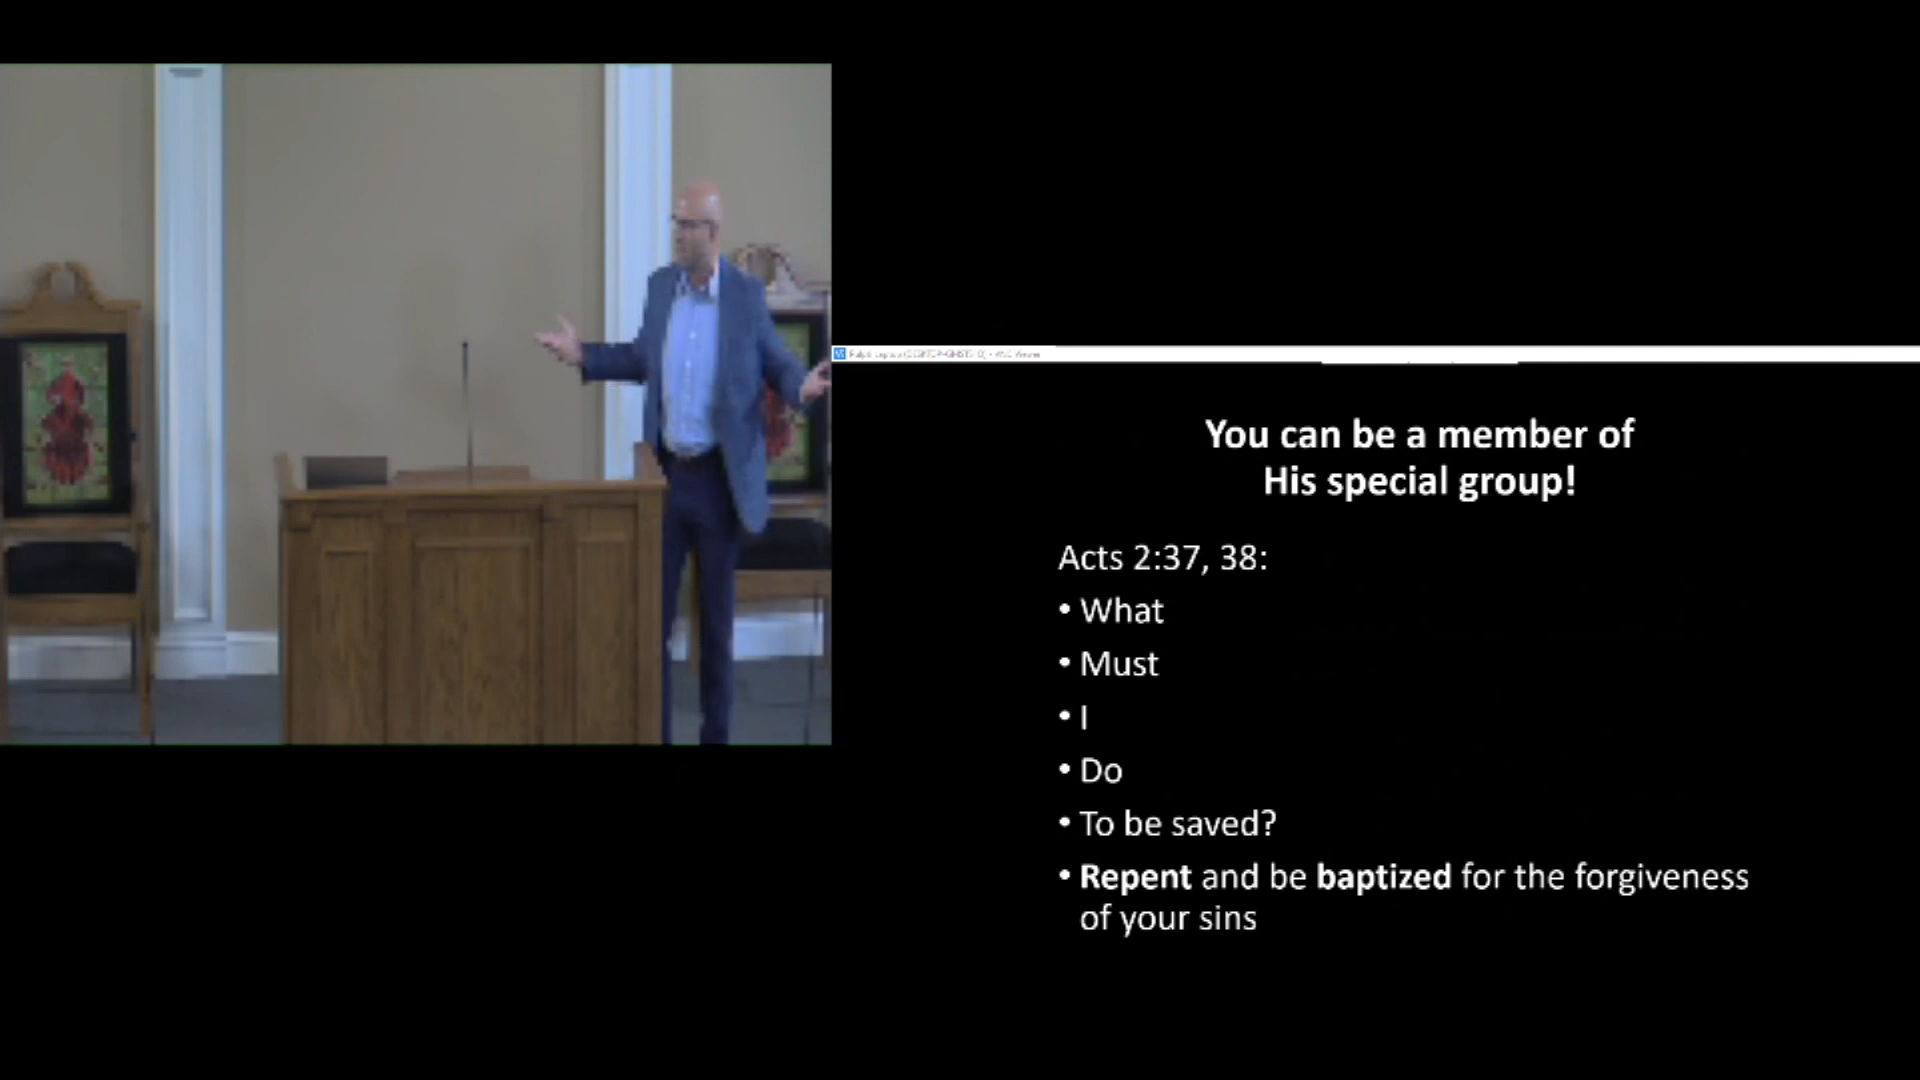 You can be a member of
His special group!
Acts 2:37, 38:
• What
• Must
• I
• Do
• To be saved?
• Repent and be baptized for the forgiveness
of your sins